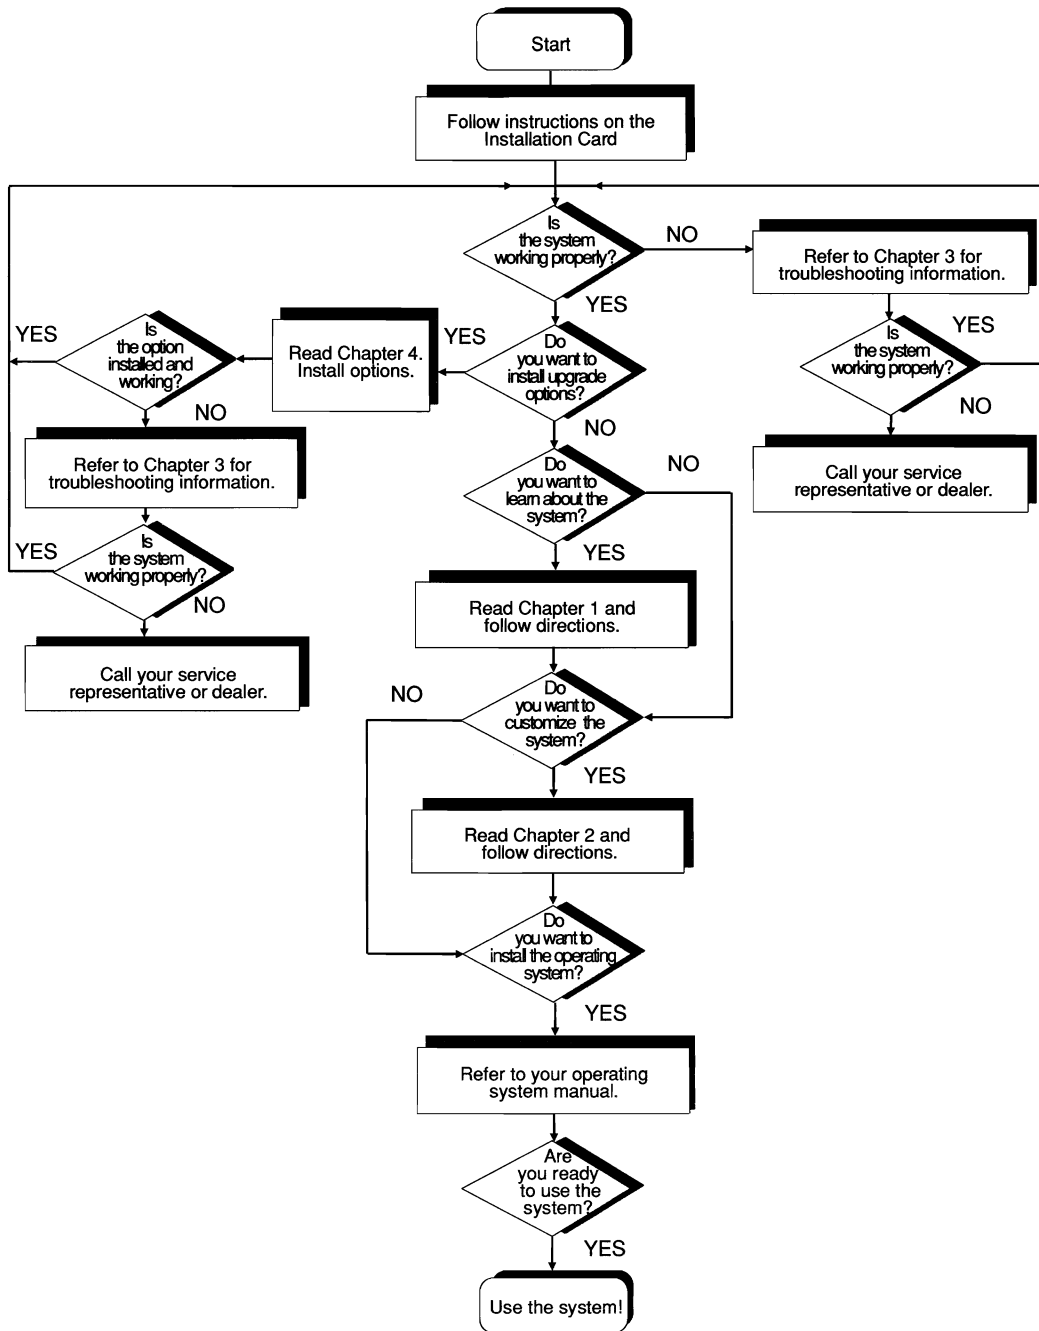 Start
Follow instructions on the
Installation Card
Is
the system
working properly?
NO
Refer to Chapter 3 for
troubleshooting information.
YES
Is
the system
working properly?
YES
NO
Call your service
representative or dealer.
Do
you want to
install upgrade
options?
YES
Read Chapter 4.
Install options.
Is
the option
installed and
working?
YES
NO
Refer to Chapter 3 for
troubleshooting information.
Is
the system
working properly?
YES
NO
Call your service
representative or dealer.
NO
Do
you want to
learn about the
system?
NO
YES
Read Chapter 1 and
follow directions.
Do
you want to
customize the
system?
NO
YES
Read Chapter 2 and
follow directions.
Do
you want to
install the operating
system?
YES
Refer to your operating
system manual.
Are
you ready
to use the
system?
YES
Use the system!